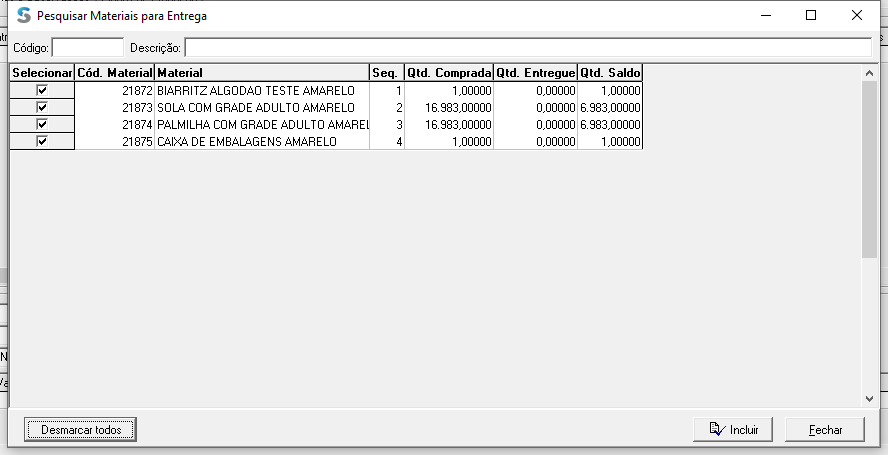 Pesquisar Materiais para Entrega
Código: Descrição:
Selecionar Cód. Material Material Seq. Qtd. Comprada Qtd. Entregue Qtd. Saldo
21872 BIARRITZ ALGODAO TESTE AMARELO 1 1,00000 0,00000 1,00000
21873 SOLA COM GRADE ADULTO AMARELO 2 16.983,00000 0,00000 6.983,00000
21874 PALMILHA COM GRADE ADULTO AMAREL 3 16.983,00000 0,00000 6.983,00000
21875 CAIXA DE EMBALAGENS AMARELO 4 1,00000 0,00000 1,00000
Desmarcar todos Incluir Fechar